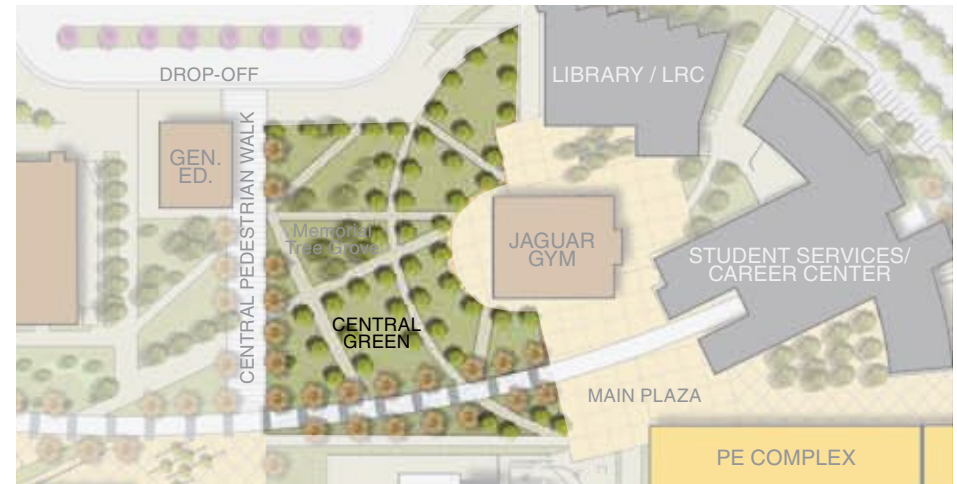 DROP-OFF
LIBRARY / LRC
GEN.
ED.
CENTRAL PEDESTRIAN WALK
Memorial
Tree Grove
JAGUAR
GYM
STUDENT SERVICES/
CAREER CENTER
CENTRAL
GREEN
MAIN PLAZA
PE COMPLEX